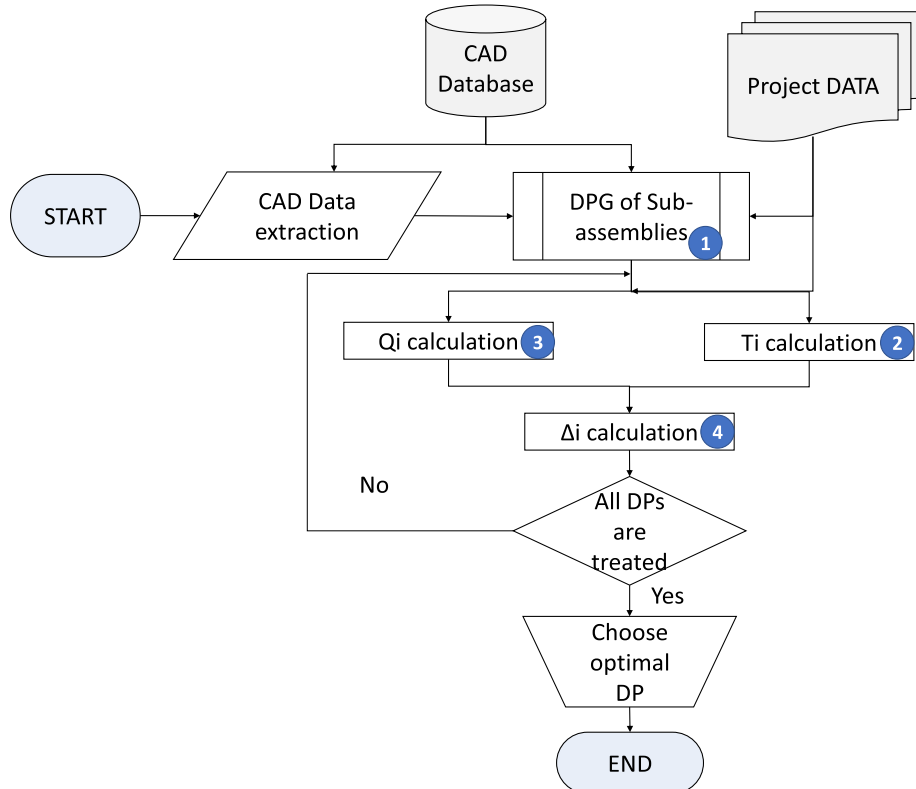 CAD
Database
Project DATA
START
CAD Data
extraction
DPG of Sub-
assemblies
1
Qi calculation
3
Ti calculation
2
Δi calculation
4
No
All DPs
are
treated
Yes
Choose
optimal
DP
END